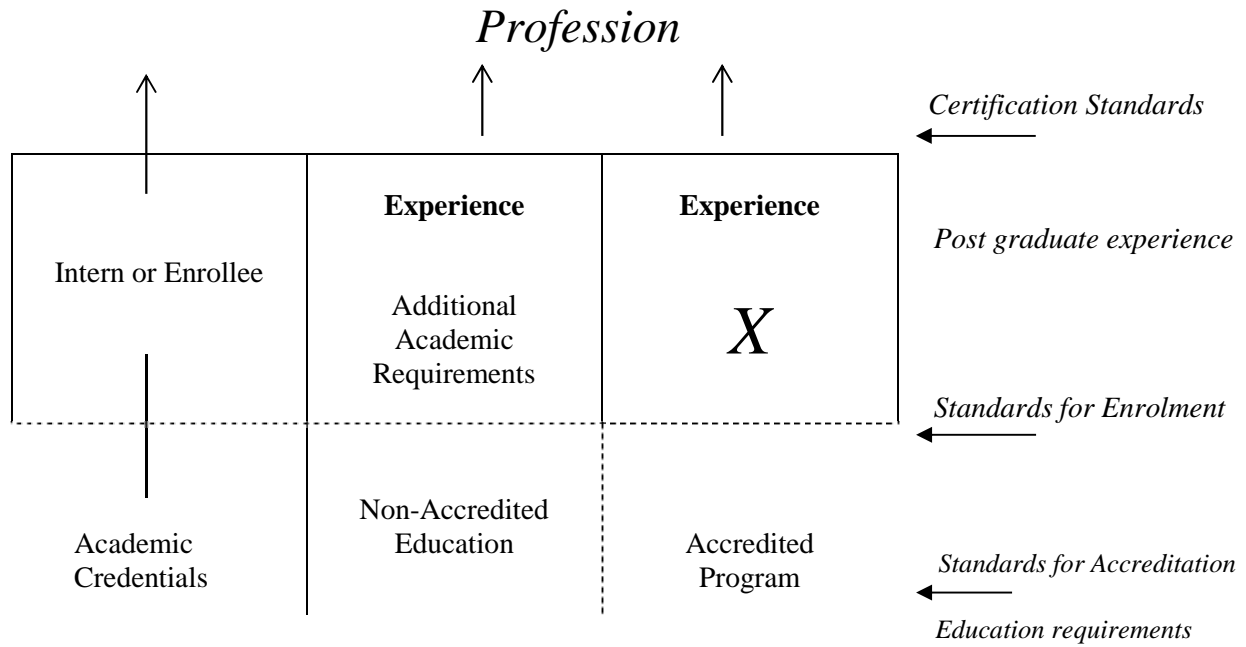 Profession
Certification Standards
Experience
Experience
Post graduate experience
Intern or Enrollee
Additional
Academic
Requirements
X
Standards for Enrolment
Non-Accredited
Education
Academic
Credentials
Accredited
Program
Standards for Accreditation
Education requirements